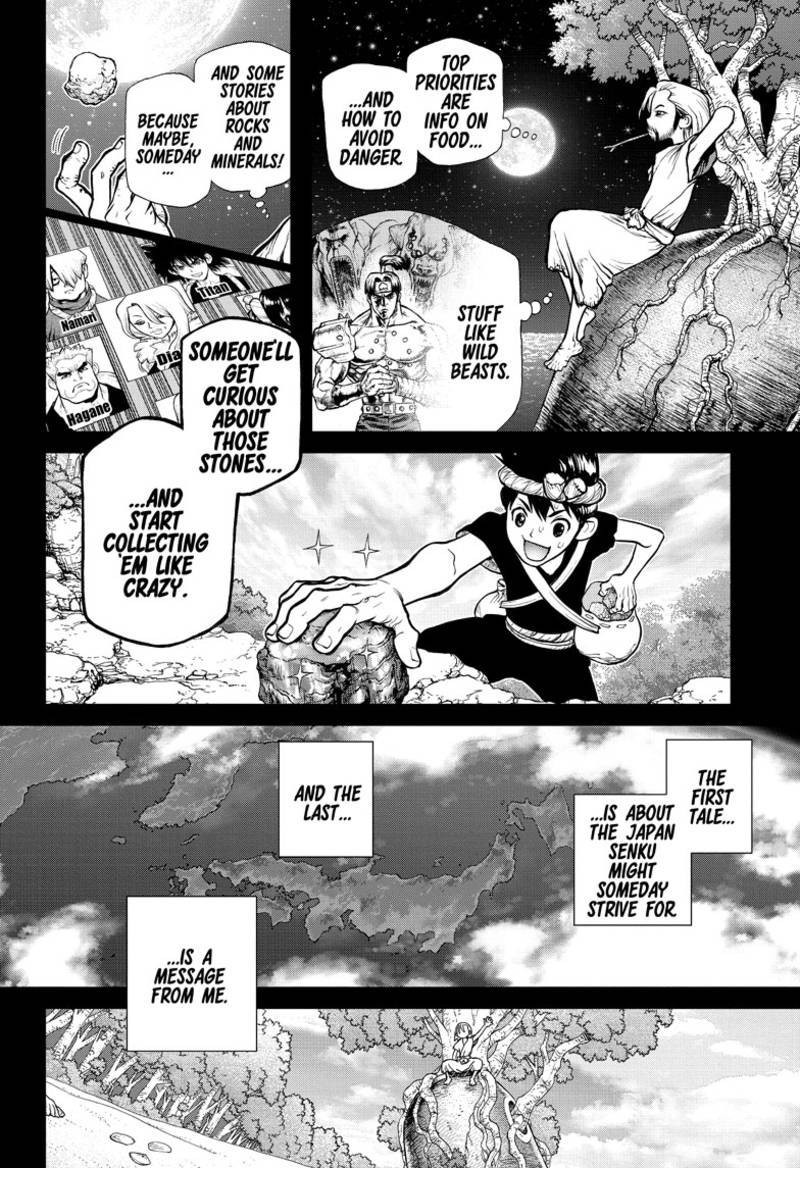 TOP
PRIORITIES
ARE
INFO ON
FOOD...
...AND
HOW TO
AVOID
DANGER.
STUFF
LIKE
WILD
BEASTS.
AND SOME
STORIES
ABOUT
ROCKS
AND
MINERALS!
BECAUSE
MAYBE,
SOMEDAY
...
Titan
Namari
Dia
Hagane
SOMEONE'LL
GET
CURIOUS
ABOUT
THOSE
STONES...
...AND
START
COLLECTING
'EM LIKE
CRAZY.
THE
FIRST
TALE...
...IS ABOUT
THE JAPAN
SENKU
MIGHT
SOMEDAY
STRIVE FOR.
AND THE
LAST...
...IS A
MESSAGE
FROM ME.